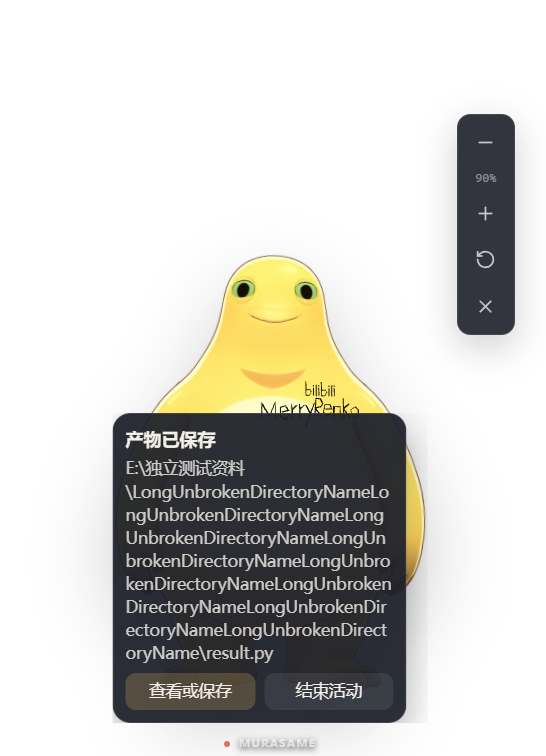 90%
bilibili
MerryRenko
产物已保存
E:\独立测试资料
\LongUnbrokenDirectoryNameLo
ngUnbrokenDirectoryNameLong
UnbrokenDirectoryNameLongUn
brokenDirectoryNameLongUnbro
kenDirectoryNameLongUnbroken
DirectoryNameLongUnbrokenDir
ectoryNameLongUnbrokenDirect
oryName\result.py
查看或保存
结束活动
MURASAME